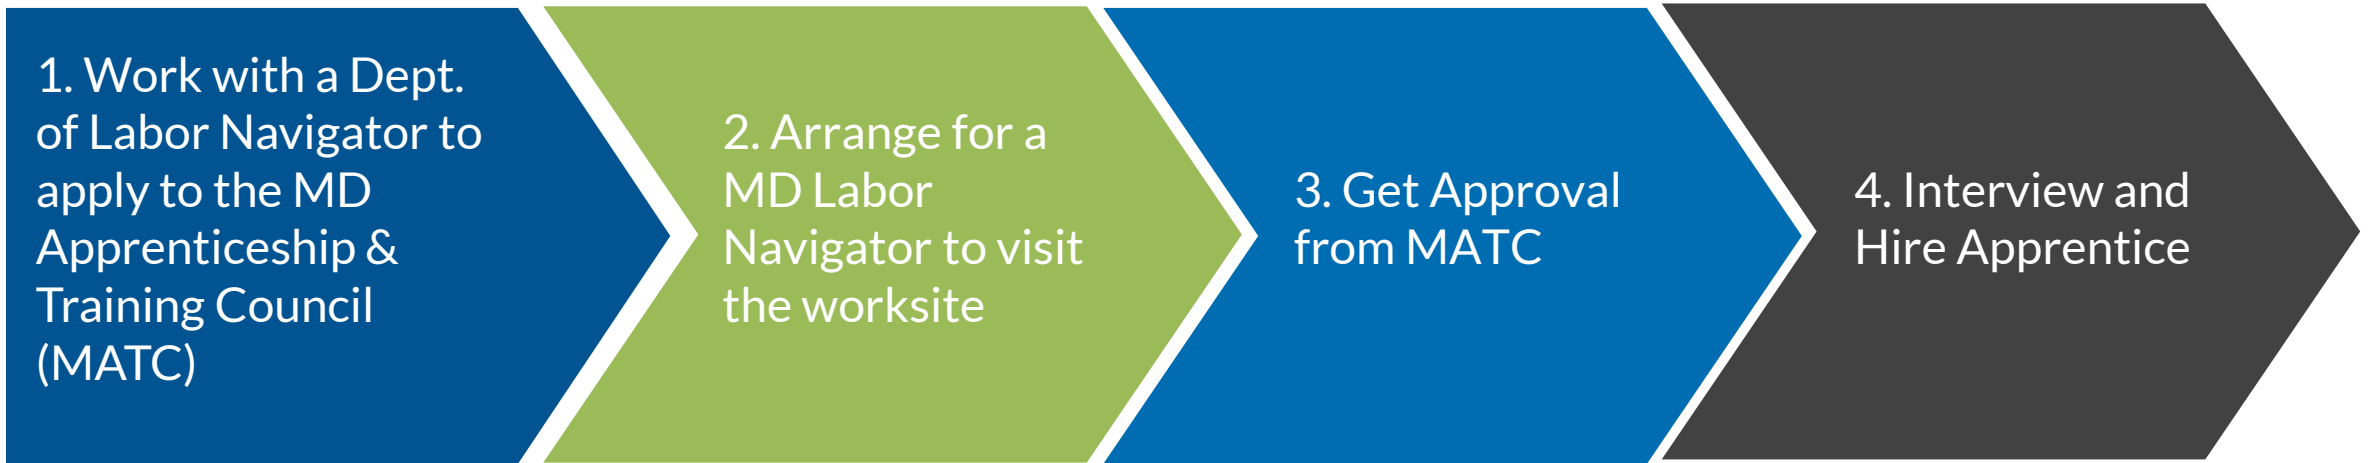 1. Work with a Dept.
of Labor Navigator to
apply to the MD
Apprenticeship &
Training Council
(MATC)
2. Arrange for a
MD Labor
Navigator to visit
the worksite
3. Get Approval
from MATC
4. Interview and
Hire Apprentice